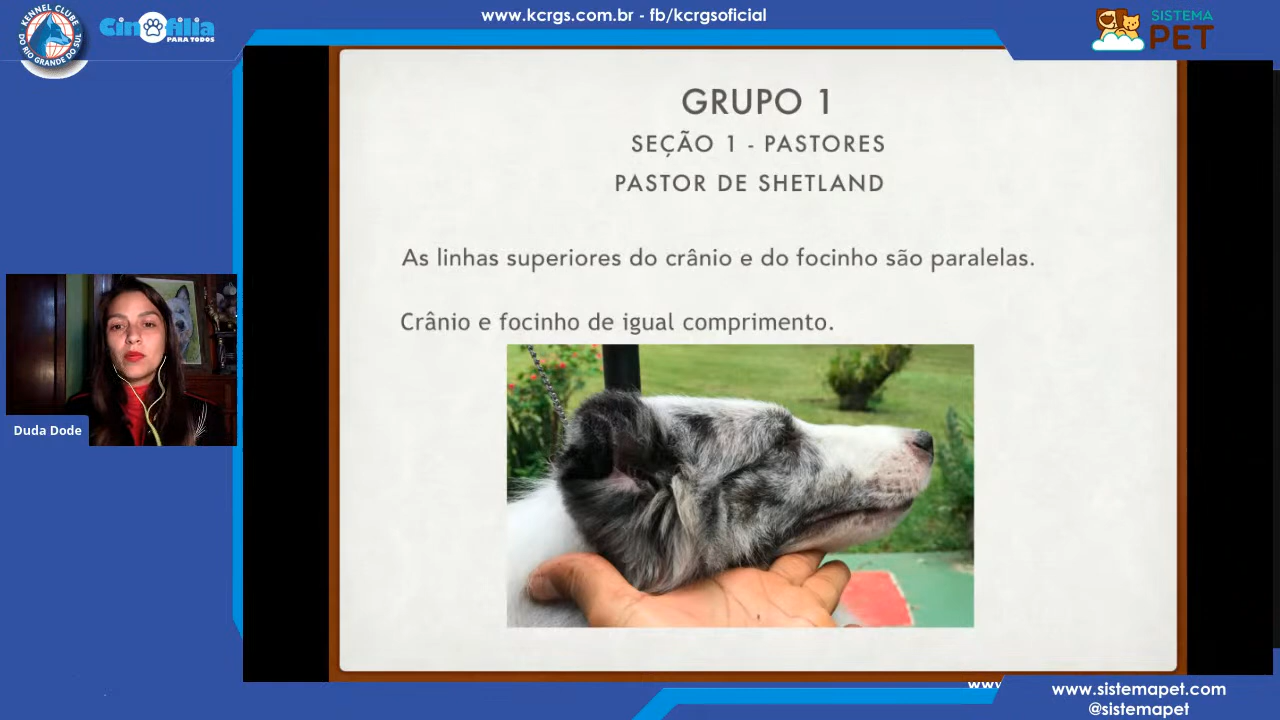 www.kcrgs.com.br - fb/kcrgsoficial
KENNEL CLUBE
DO RIO GRANDE DO SUL
Cinofilia
PARA TODOS
SISTEMA
PET
GRUPO 1
SEÇÃO 1 - PASTORES
PASTOR DE SHETLAND
As linhas superiores do crânio e do focinho são paralelas.
Crânio e focinho de igual comprimento.
Duda Dode
www
www.sistemapet.com
@sistemapet